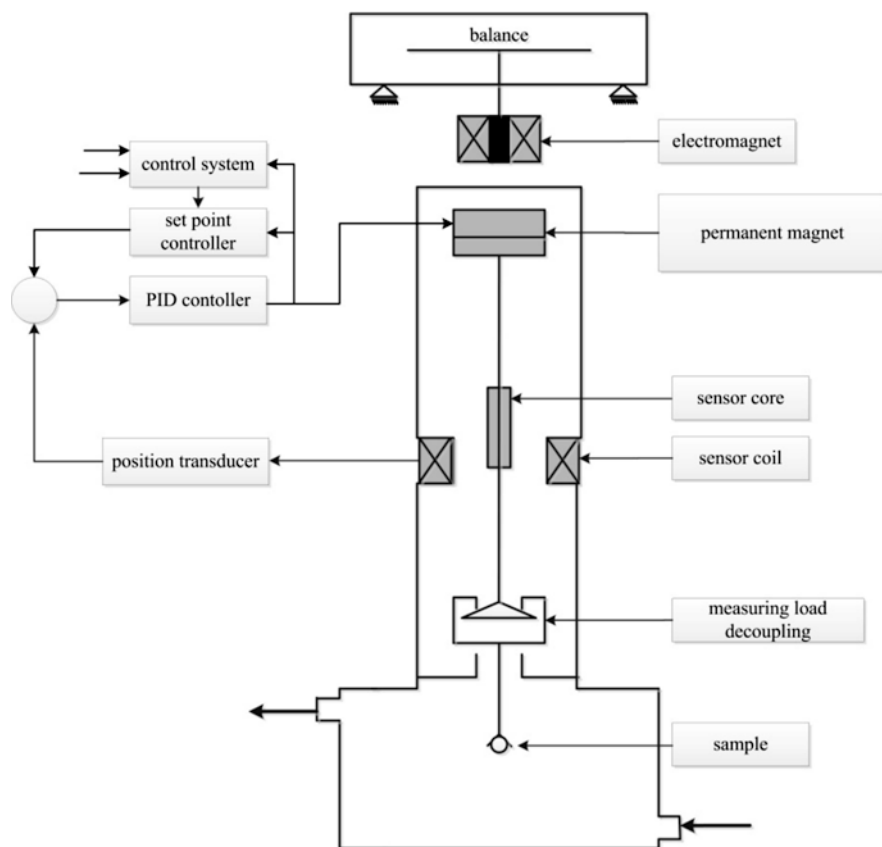 balance
electromagnet
control system
set point
controller
permanent magnet
PID contoller
sensor core
position transducer
sensor coil
measuring load
decoupling
sample